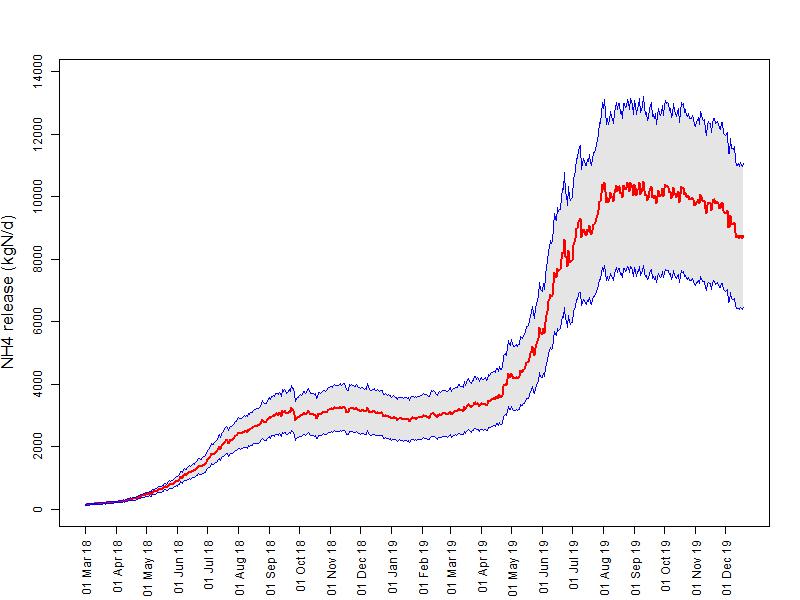 NH4 release (kgN/d)
14000
12000
10000
8000
6000
4000
2000
0
01 Mar 18
01 Apr 18
01 May 18
01 Jun 18
01 Jul 18
01 Aug 18
01 Sep 18
01 Oct 18
01 Nov 18
01 Dec 18
01 Jan 19
01 Feb 19
01 Mar 19
01 Apr 19
01 May 19
01 Jun 19
01 Jul 19
01 Aug 19
01 Sep 19
01 Oct 19
01 Nov 19
01 Dec 19